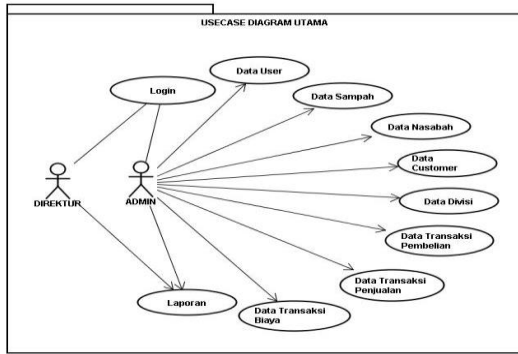 USECASE DIAGRAM UTAMA
Data User
Login
Data Sampah
Data Nasabah
Data
Customer
DIREKTUR
ADMIN
Data Divisi
Data Transaksi
Pembelian
Data Transaksi
Penjualan
Laporan
Data Transaksi
Biaya